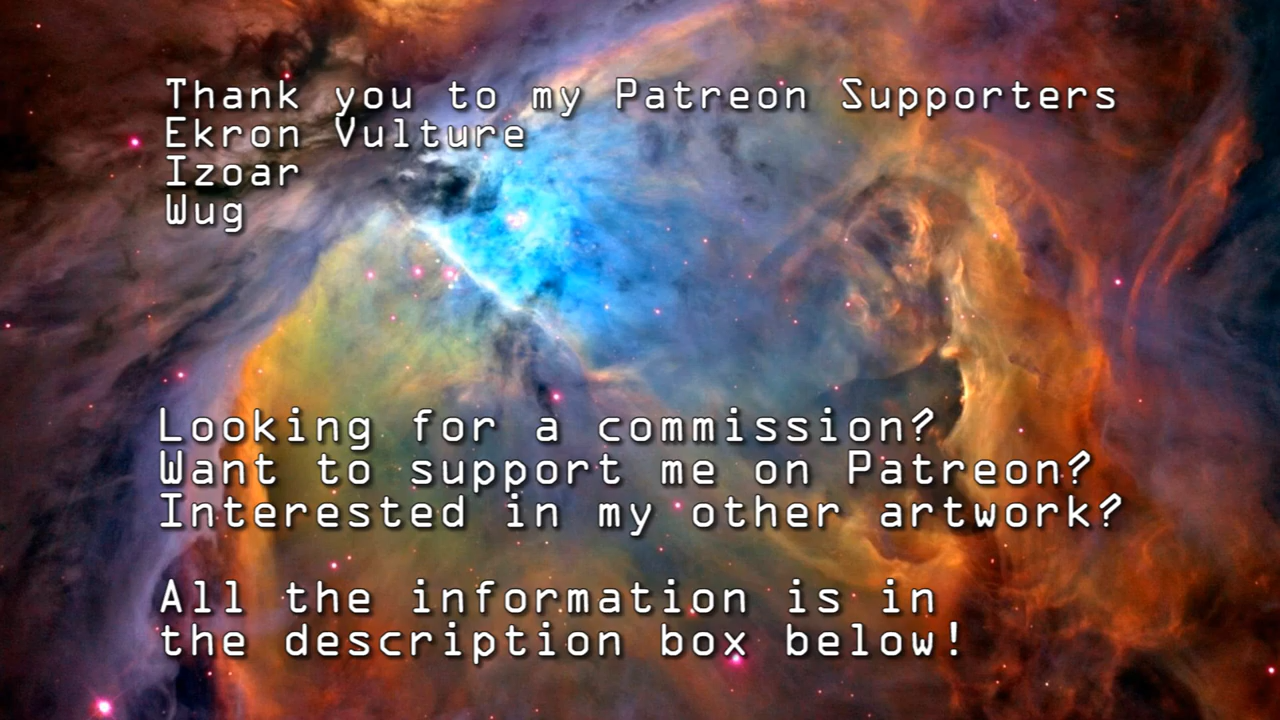 Thank you to my Patreon Supporters
Ekron Vulture
Izoar
Wug
Looking for a commission?
Want to support me on Patreon?
Interested in my other artwork?
All the information is in
the description box below!